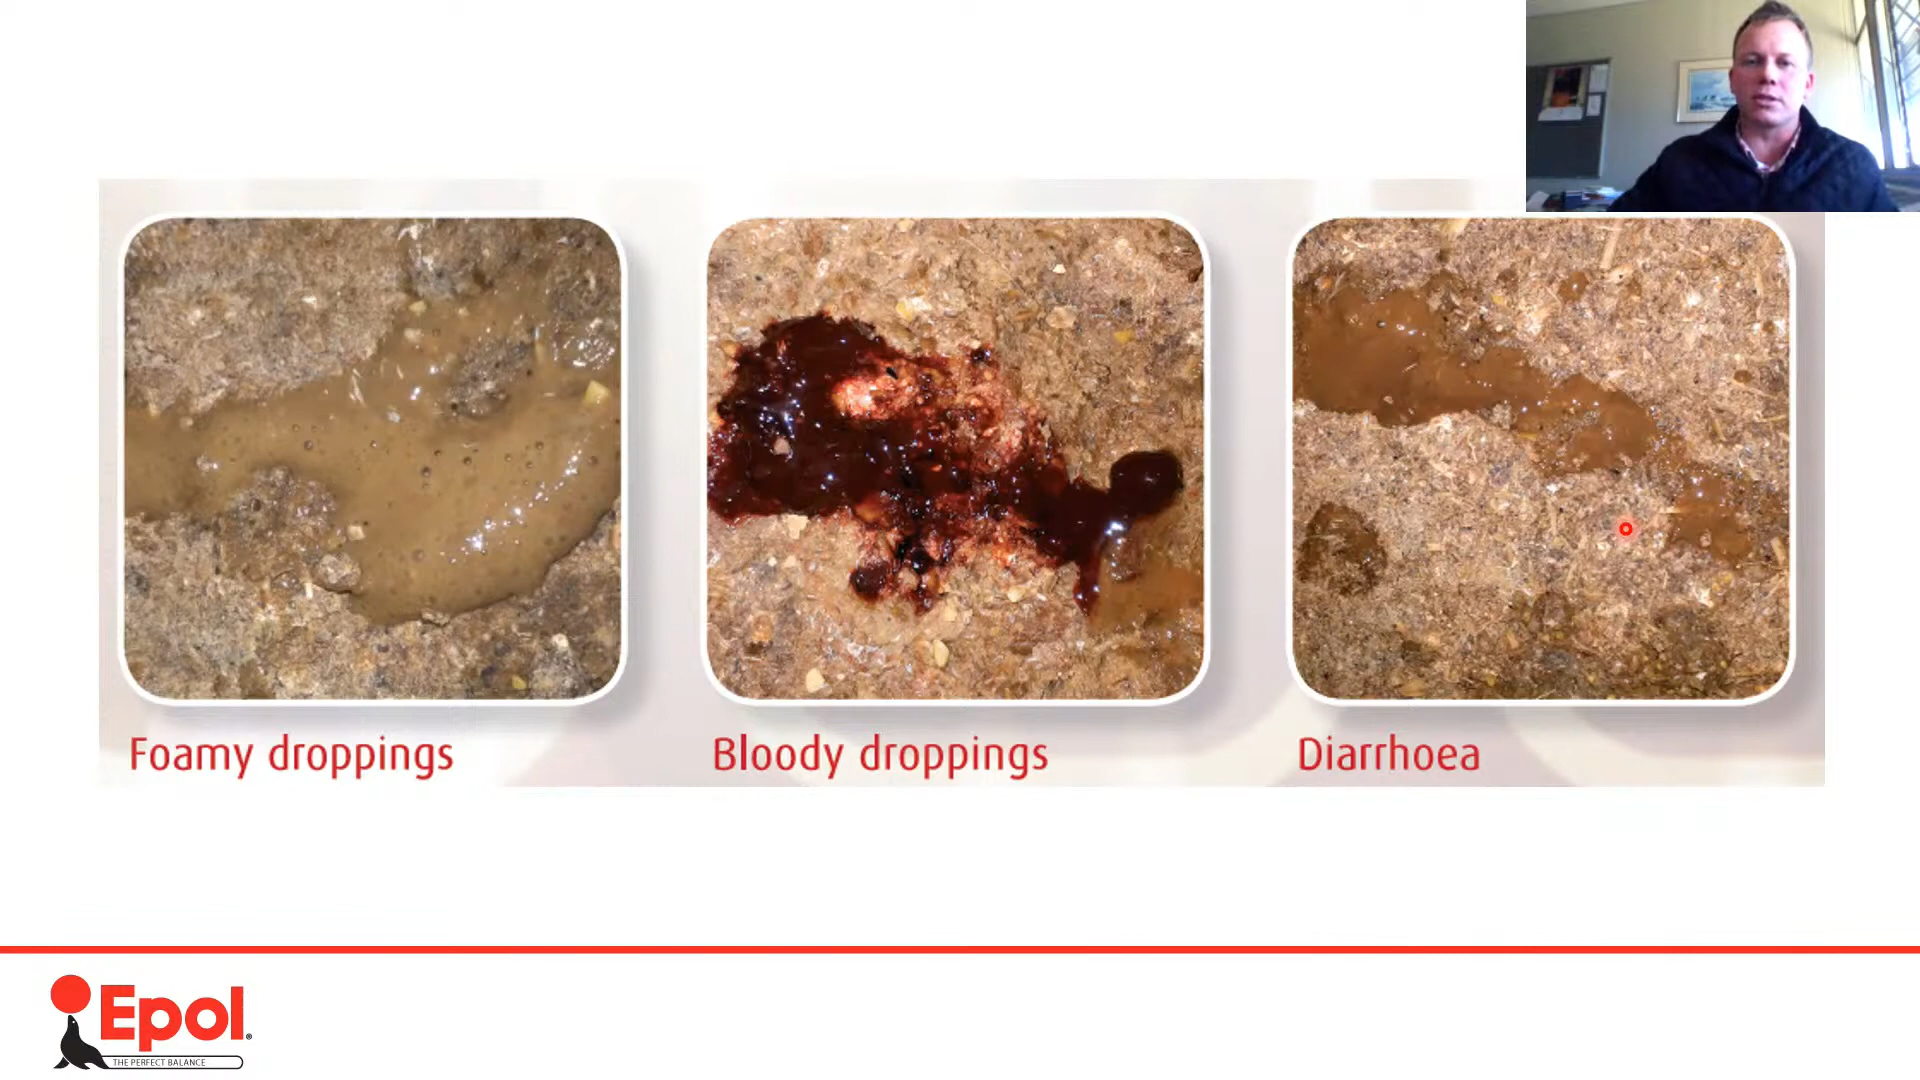 Foamy droppings
Bloody droppings
Diarrhoea
Epol
THE PERFECT BALANCE